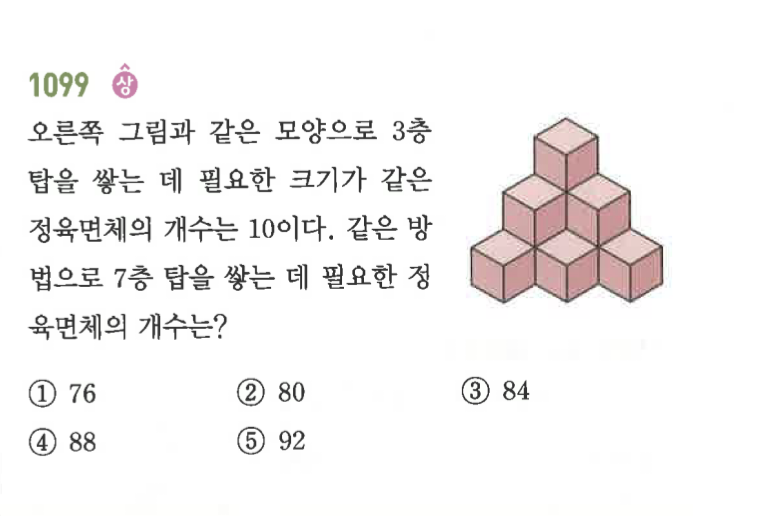 1099 상
오른쪽 그림과 같은 모양으로 3층
탑을 쌓는 데 필요한 크기가 같은
정육면체의 개수는 10이다. 같은 방
법으로 7층 탑을 쌓는 데 필요한 정
육면체의 개수는?
① 76 ② 80 ③ 84
④ 88 ⑤ 92